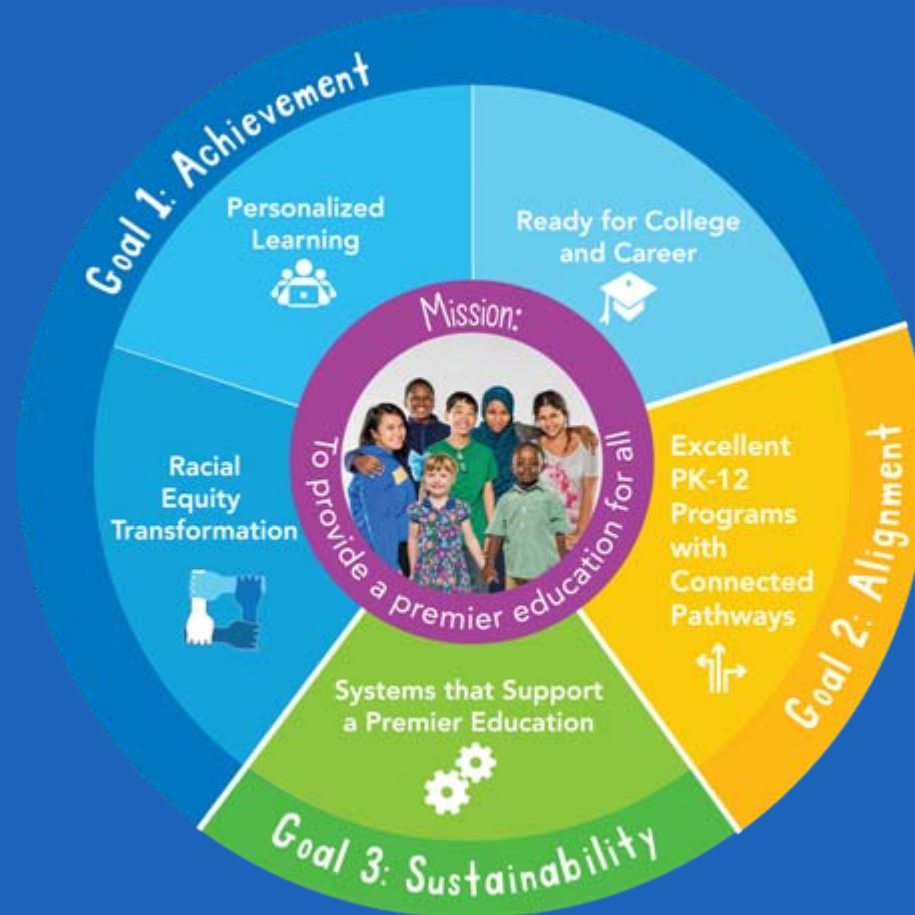 Goal 1: Achievement
Personalized
Learning
Ready for College
and Career
Racial
Equity
Transformation
Mission:
To provide a premier education for all
Excellent
PK-12
Programs
with
Connected
Pathways
Goal 2: Alignment
Systems that Support
a Premier Education
Goal 3: Sustainability